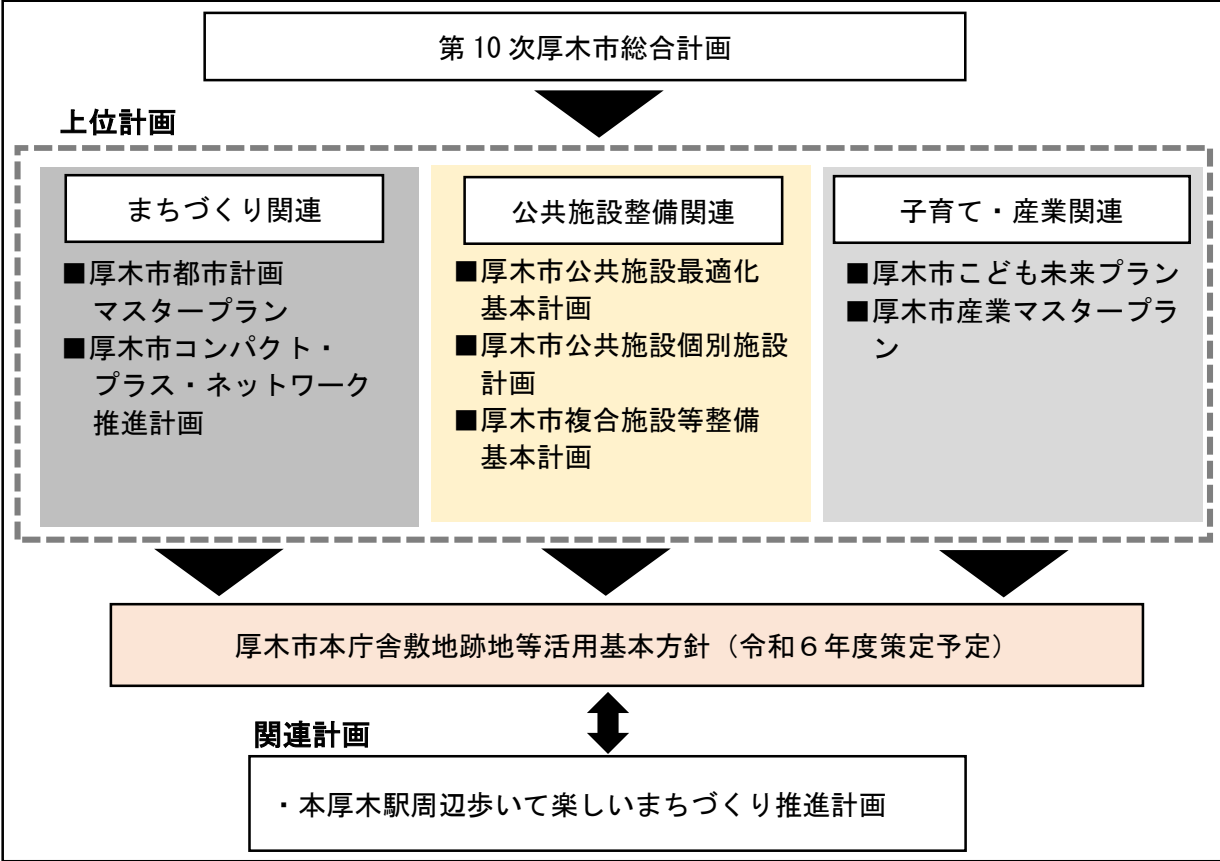 第10次厚木市総合計画
上位計画
まちづくり関連
■厚木市都市計画
マスタープラン
■厚木市コンパクト・
プラス・ネットワーク
推進計画
公共施設整備関連
■厚木市公共施設最適化
基本計画
■厚木市公共施設個別施設
計画
■厚木市複合施設等整備
基本計画
子育て・産業関連
■厚木市こども未来プラン
■厚木市産業マスタープラ
ン
厚木市本庁舎敷地跡地等活用基本方針（令和６年度策定予定）
関連計画
・本厚木駅周辺歩いて楽しいまちづくり推進計画